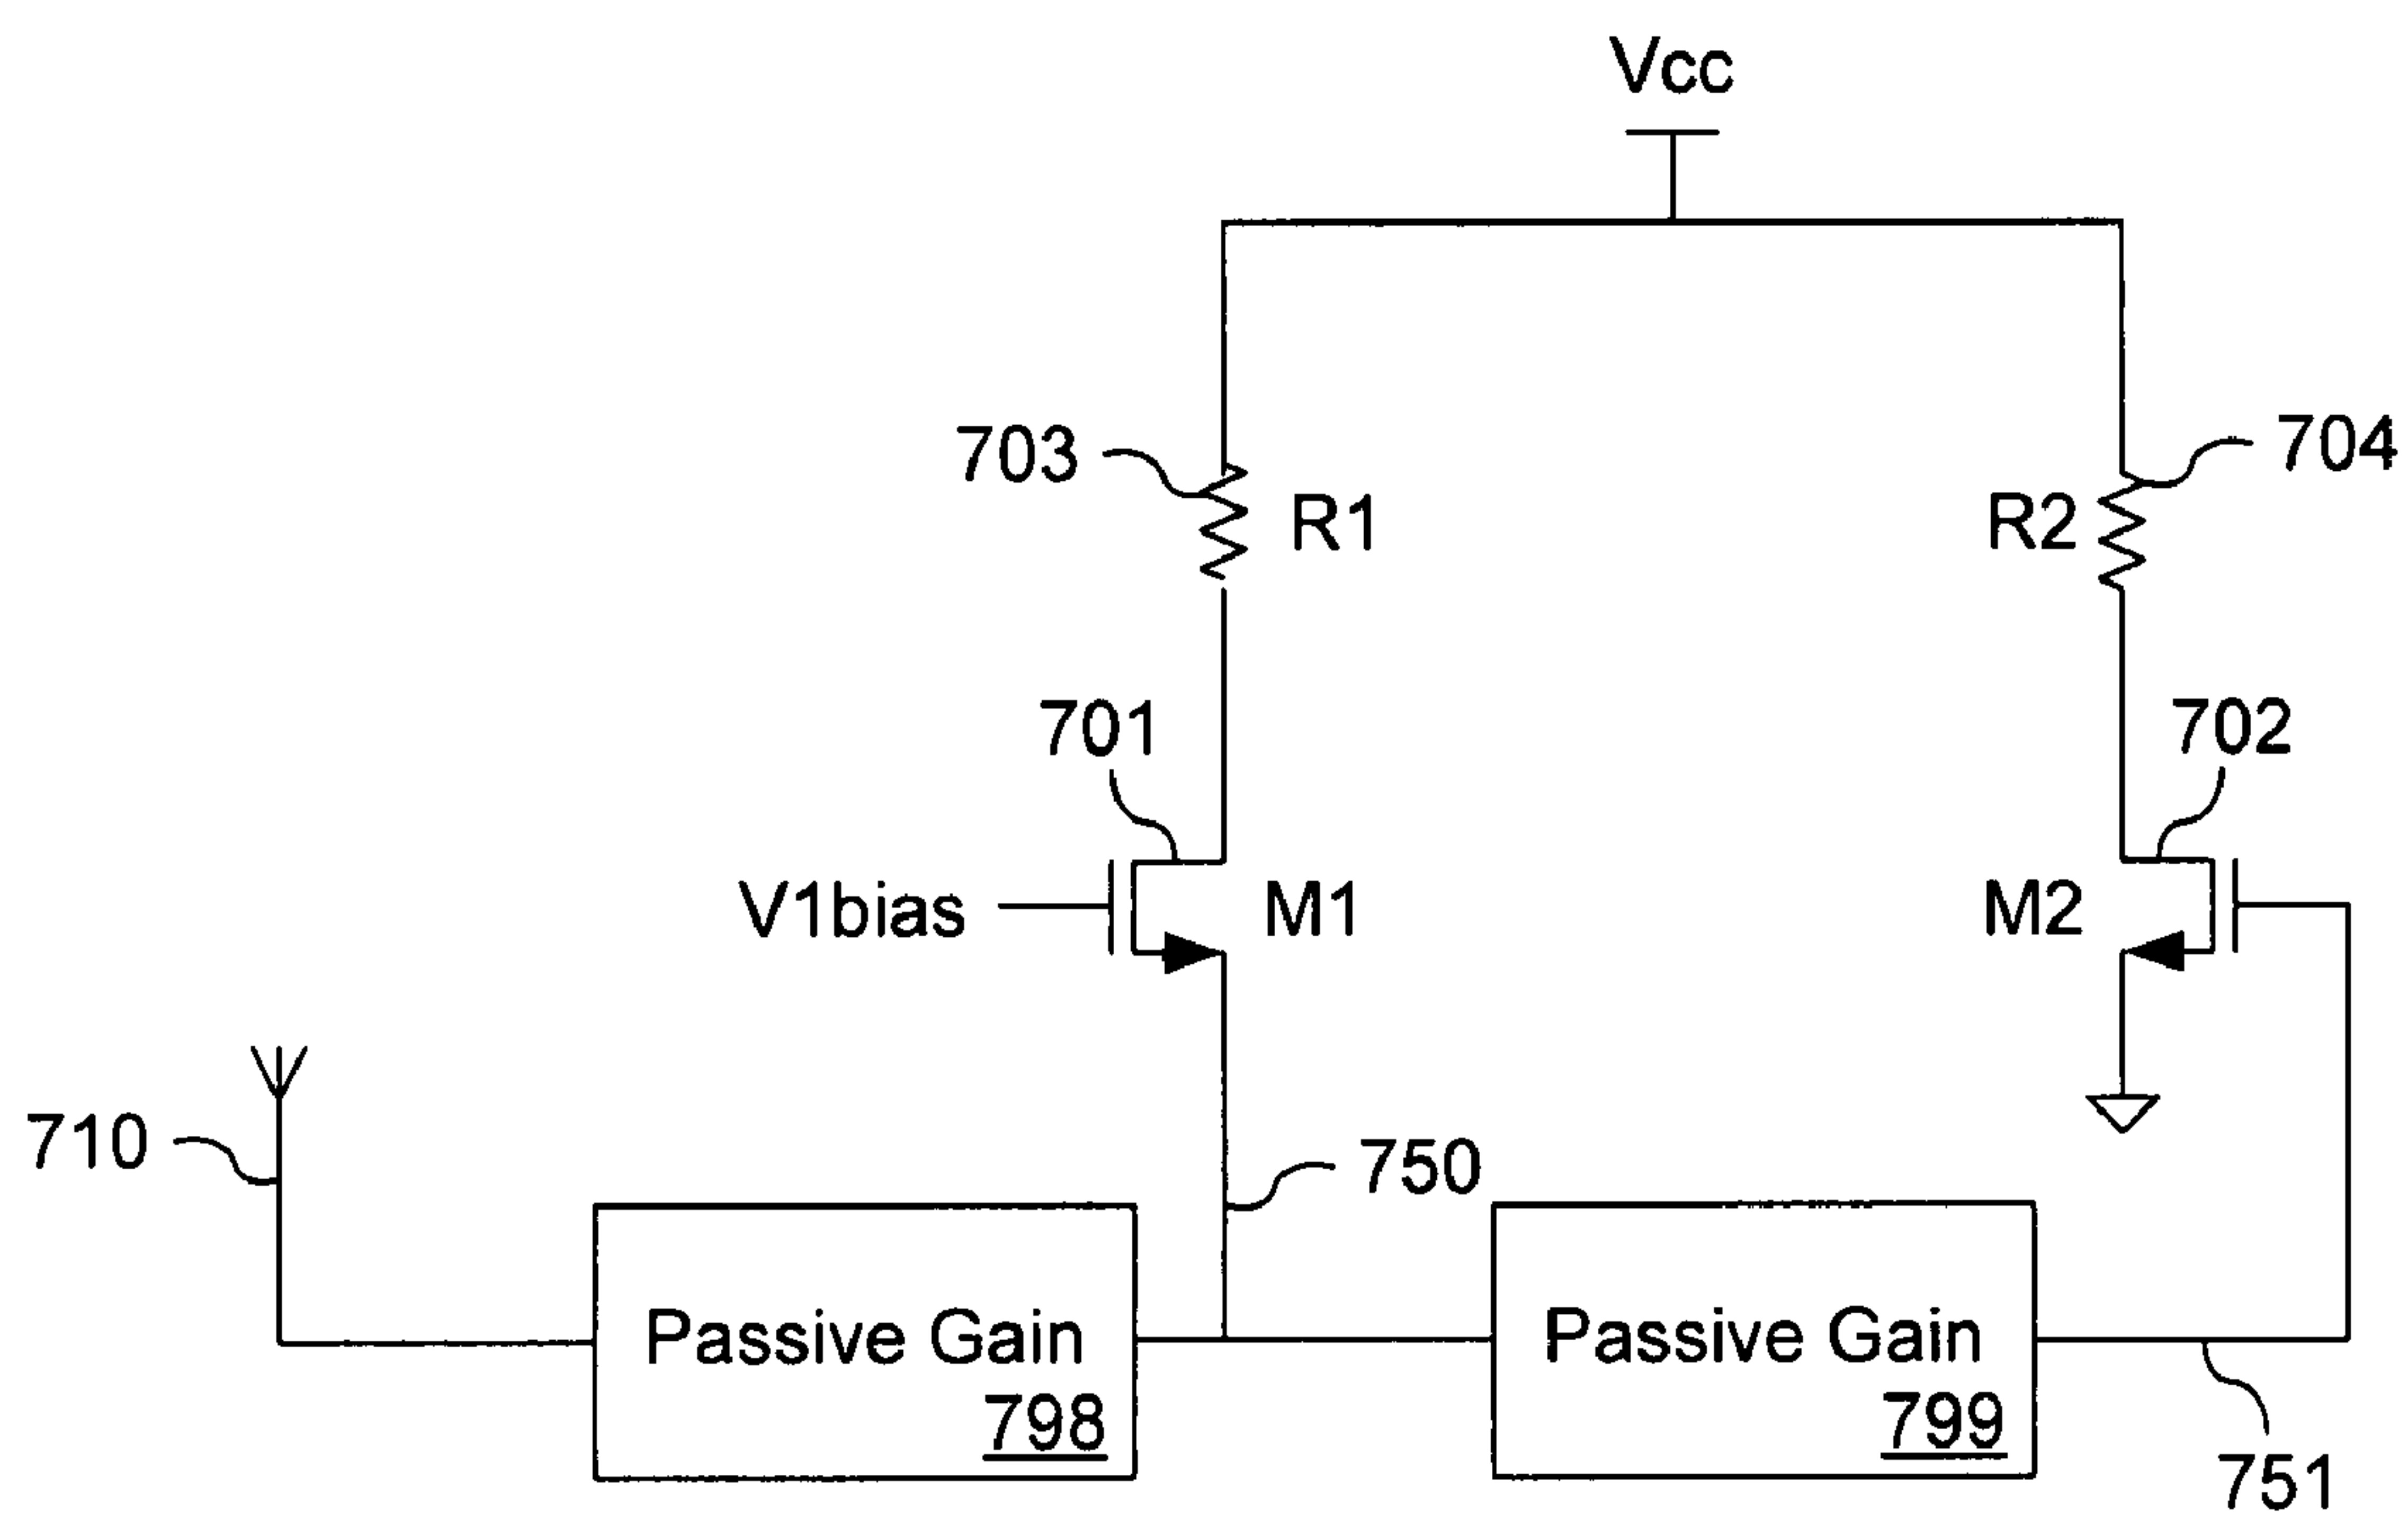 Vcc
703
R1
R2
704
701
702
V1bias
M1
M2
710
750
Passive Gain
798
Passive Gain
799
751